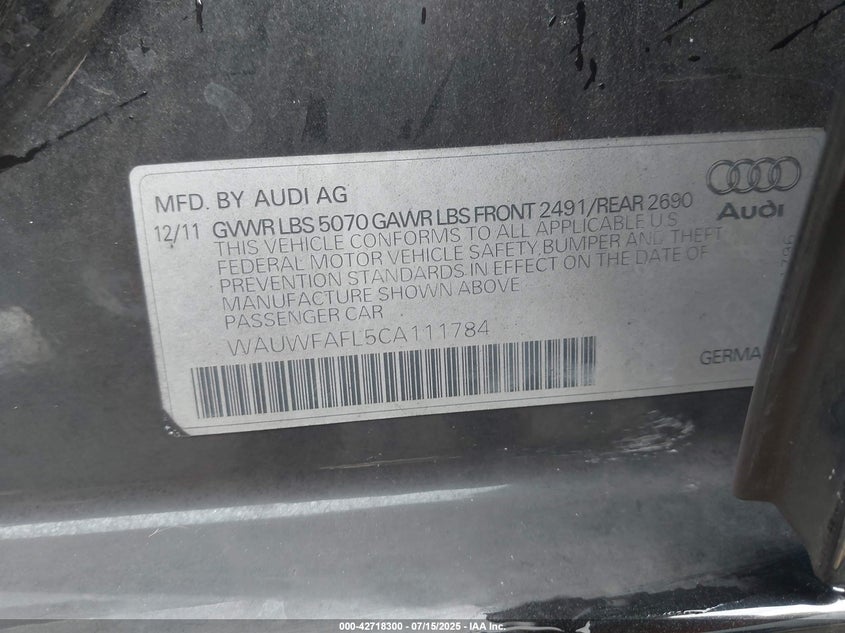 MFD. BY AUDI AG
12/11 GVWR LBS 5070 GAWR LBS FRONT 2491/REAR 2690
THIS VEHICLE CONFORMS TO ALL APPLICABLE U.S
FEDERAL MOTOR VEHICLE SAFETY, BUMPER AND THEFT
PREVENTION STANDARDS IN EFFECT ON THE DATE OF
MANUFACTURE SHOWN ABOVE
PASSENGER CAR
WAUWFAFL5CA111784
Audi
GERMA
000-42718300 - 07/15/2025 - IAA Inc.